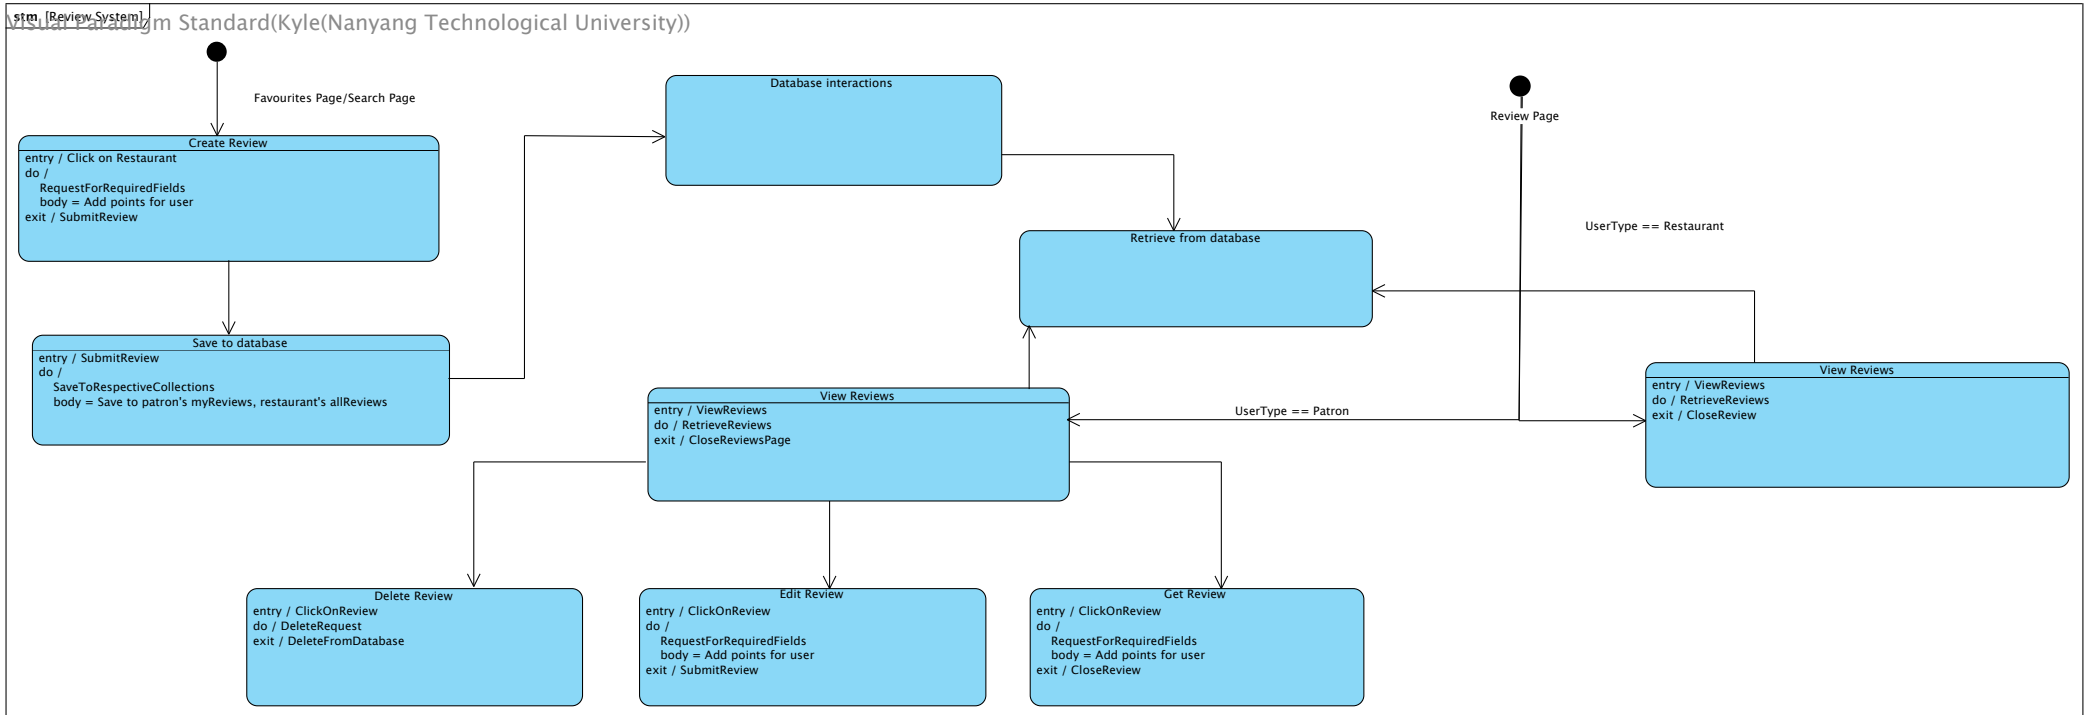 stm [Review System]
Visual Paradigm Standard(Kyle(Nanyang Technological University))
Favourites Page/Search Page
Create Review
entry / Click on Restaurant
do /
RequestForRequiredFields
body = Add points for user
exit / SubmitReview
Database interactions
Review Page
UserType == Restaurant
Retrieve from database
Save to database
entry / SubmitReview
do /
SaveToRespectiveCollections
body = Save to patron's myReviews, restaurant's allReviews
View Reviews
entry / ViewReviews
do / RetrieveReviews
exit / CloseReviewsPage
UserType == Patron
View Reviews
entry / ViewReviews
do / RetrieveReviews
exit / CloseReview
Delete Review
entry / ClickOnReview
do / DeleteRequest
exit / DeleteFromDatabase
Edit Review
entry / ClickOnReview
do /
RequestForRequiredFields
body = Add points for user
exit / SubmitReview
Get Review
entry / ClickOnReview
do /
RequestForRequiredFields
body = Add points for user
exit / CloseReview